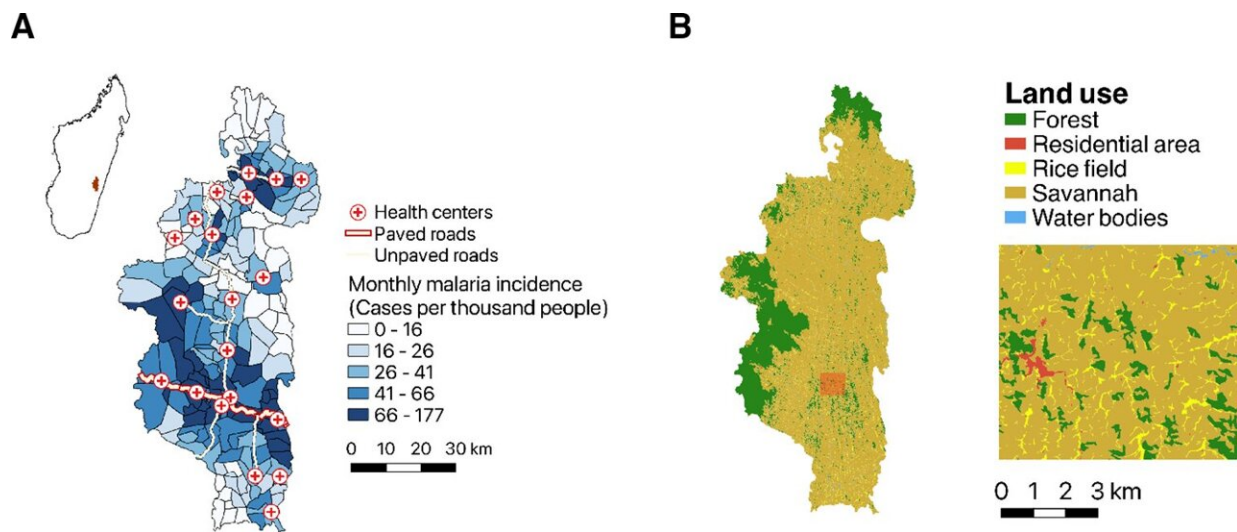 A
Health centers
Paved roads
Unpaved roads
Monthly malaria incidence
(Cases per thousand people)
0 - 16
16 - 26
26 - 41
41 - 66
66 - 177
0 10 20 30 km
B
Land use
Forest
Residential area
Rice field
Savannah
Water bodies
0 1 2 3 km